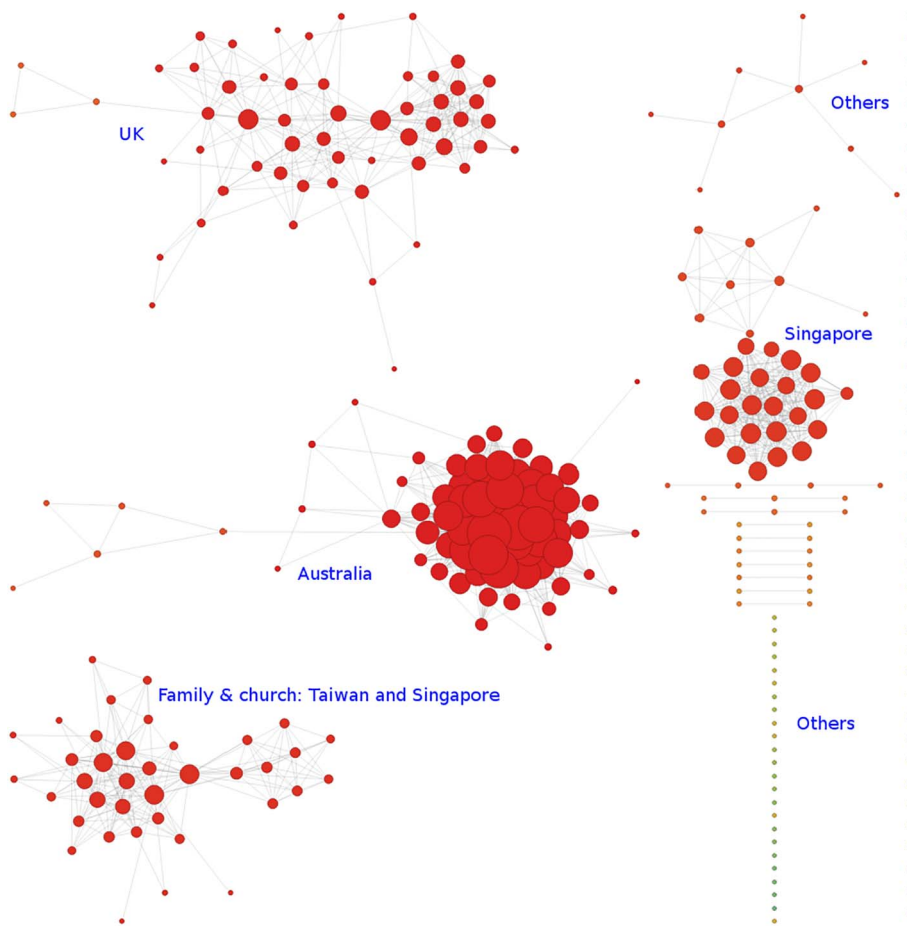 Others
UK
Singapore
Australia
Family & church: Taiwan and Singapore
Others